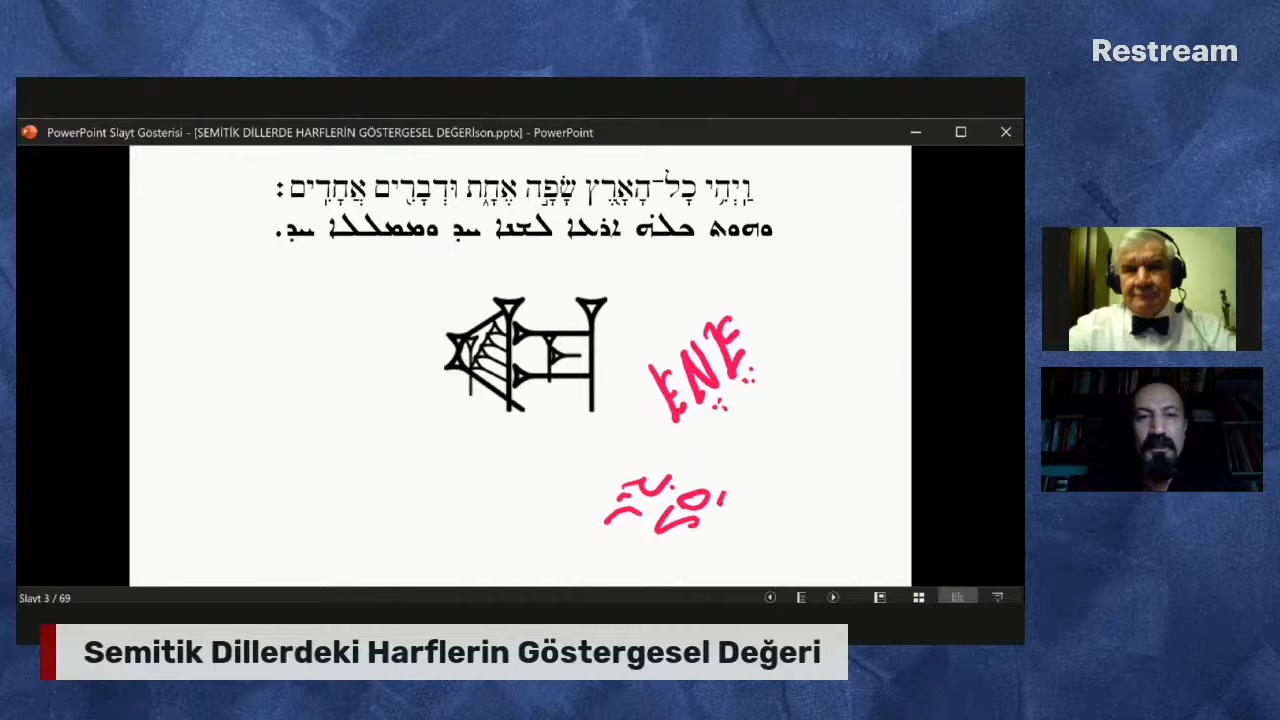 Restream
PowerPoint Slayt Gösterisi - [SEMİTİK DİLLERDE HARFLERİN GÖSTERGESEL DEĞERİson.pptx] - PowerPoint
וַֽיְהִ֥י כָל־הָאָ֖רֶץ שָׂפָ֣ה אֶחָ֑ת וּדְבָרִ֖ים אֲחָדִֽים׃
ܘܗܘܬ ܟܠܗ̇ ܐܪܥܐ ܠܫܢܐ ܚܕ ܘܡܡܠܠܐ ܚܕ.
ENE
Slayt 3 / 69
Semitik Dillerdeki Harflerin Göstergesel Değeri